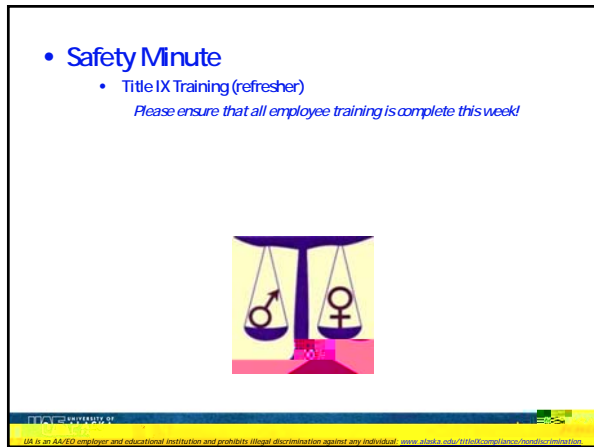 • Safety Minute
• Title IX Training (refresher)
Please ensure that all employee training is complete this week!
UNIVERSITY OF
UA is an AA/EO employer and educational institution and prohibits illegal discrimination against any individual: www.alaska.edu/titleIXcompliance/nondiscrimination.